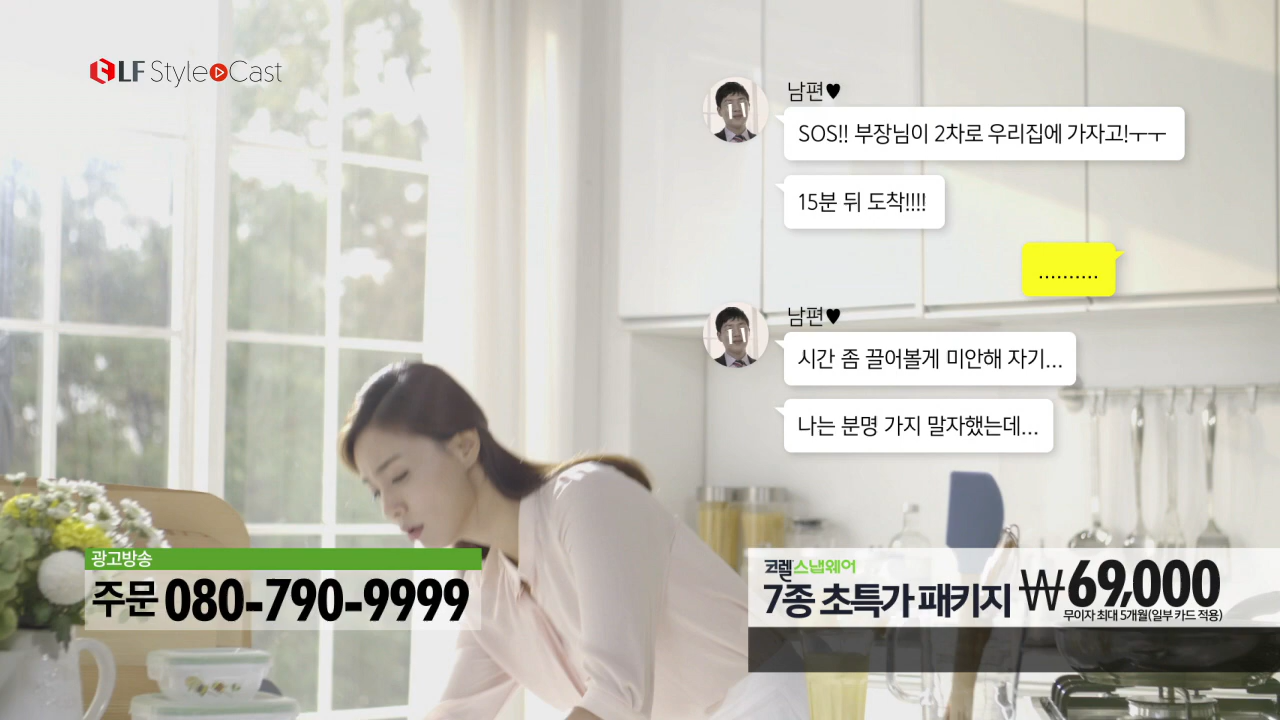 LF Style Cast
남편♥
SOS!! 부장님이 2차로 우리집에 가자고!ㅜㅜ
15분 뒤 도착!!!!
..........
남편♥
시간 좀 끌어볼게 미안해 자기...
나는 분명 가지 말자했는데...
광고방송
주문 080-790-9999
코렐 스냅웨어
7종 초특가 패키지 ₩69,000
무이자 최대 5개월(일부 카드 적용)